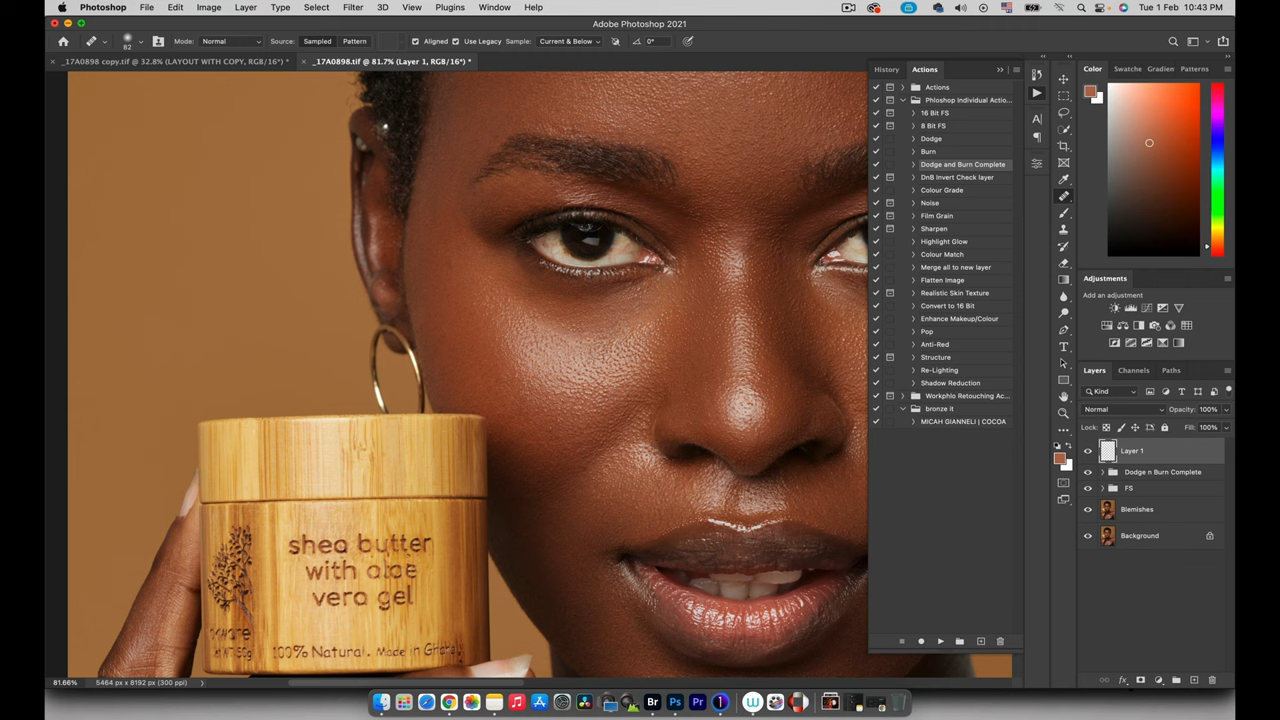 Photoshop File Edit Image Layer Type Select Filter 3D View Plugins Window Help Tue 1 Feb 10:43 PM
Adobe Photoshop 2021
82 Mode: Normal Source: Sampled Pattern Aligned Use Legacy Sample: Current & Below 0°
× _17A0898 copy.tif @ 32.8% (LAYOUT WITH COPY, RGB/16*) *
× _17A0898.tif @ 81.7% (Layer 1, RGB/16*) *
History Actions
Actions
Phloshop Individual Actio...
16 Bit FS
8 Bit FS
Dodge
Burn
Dodge and Burn Complete
DnB Invert Check layer
Colour Grade
Noise
Film Grain
Sharpen
Highlight Glow
Colour Match
Merge all to new layer
Flatten Image
Realistic Skin Texture
Convert to 16 Bit
Enhance Makeup/Colour
Pop
Anti-Red
Structure
Re-Lighting
Shadow Reduction
Workphlo Retouching Ac...
bronze it
MICAH GIANNELI | COCOA
Color Swatche Gradien Patterns
Adjustments
Add an adjustment
Layers Channels Paths
Kind
Normal Opacity: 100%
Lock: Fill: 100%
Layer 1
Dodge n Burn Complete
FS
Blemishes
Background
shea butter
with aloe
vera gel
100% Natural. Made in Ghana
81.66% 5464 px x 8192 px (300 ppi)
Br Ps Pr